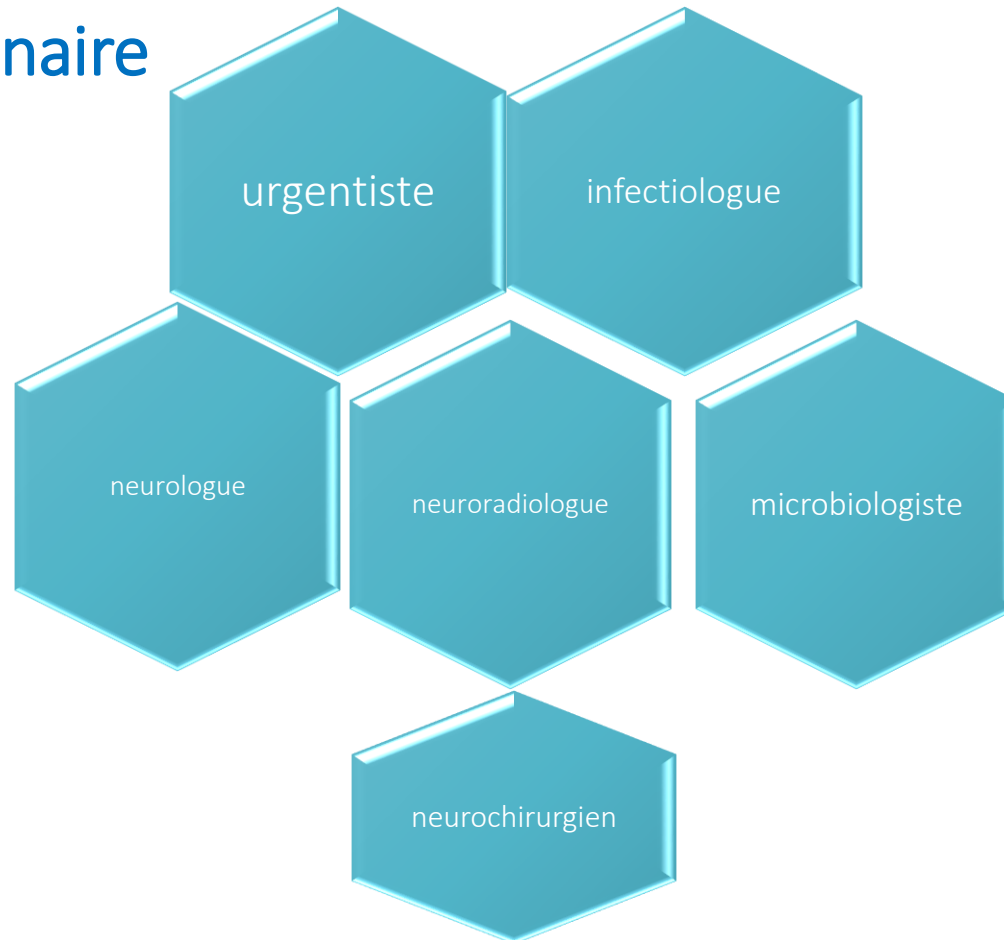 naire
urgentiste
infectiologue
neurologue
neuroradiologue
microbiologiste
neurochirurgien